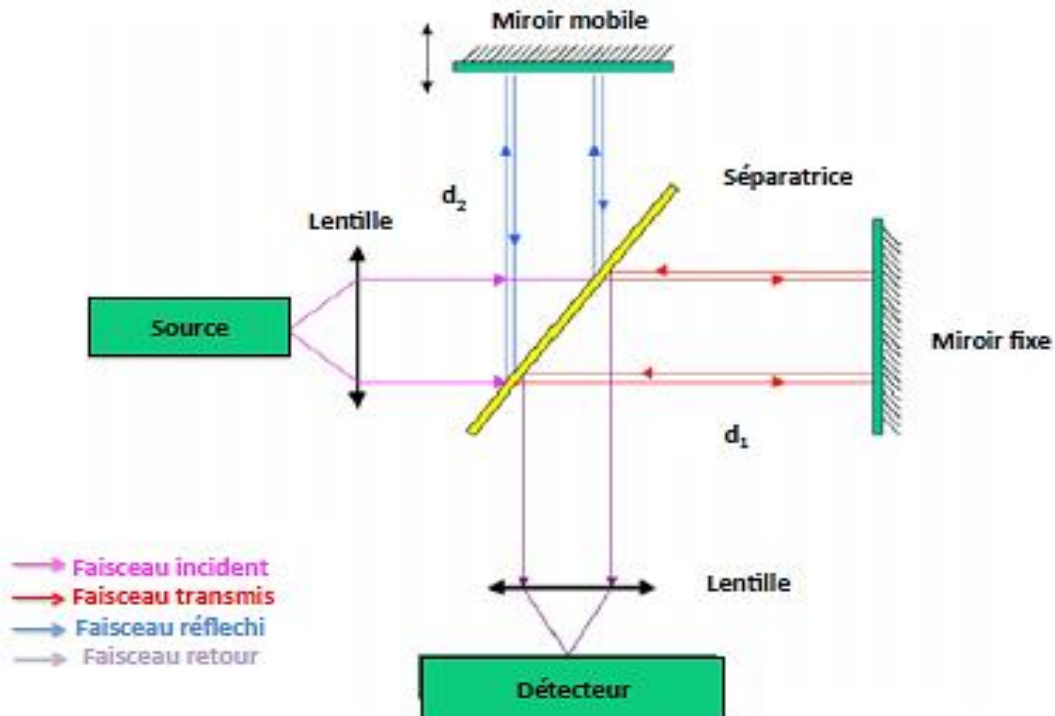 Miroir mobile
Séparatrice
d2
Lentille
Source
Miroir fixe
d1
Lentille
Faisceau incident
Faisceau transmis
Faisceau réflechi
Faisceau retour
Détecteur